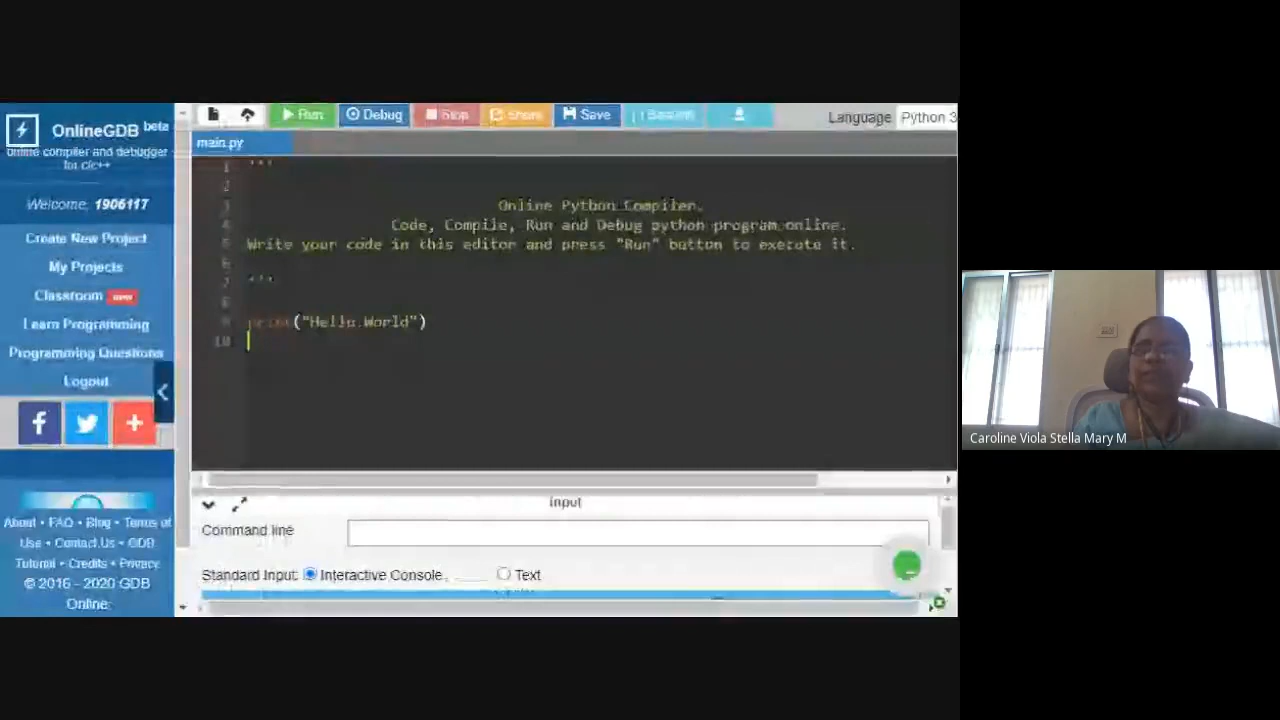 OnlineGDB beta
online compiler and debugger
for c/c++
Welcome, 1906117
Create New Project
My Projects
Classroom new
Learn Programming
Programming Questions
Logout
About • FAQ • Blog • Terms of
Use • Contact Us • GDB
Tutorial • Credits • Privacy
© 2016 - 2020 GDB
Online
Run
Debug
Stop
Share
Save
{ } Beautify
Language Python 3
main.py
1 '''
2
3 Online Python Compiler.
4 Code, Compile, Run and Debug python program online.
5 Write your code in this editor and press "Run" button to execute it.
6
7 '''
8
9 print("Hello World")
10
input
Command line
Standard Input: Interactive Console Text
Caroline Viola Stella Mary M